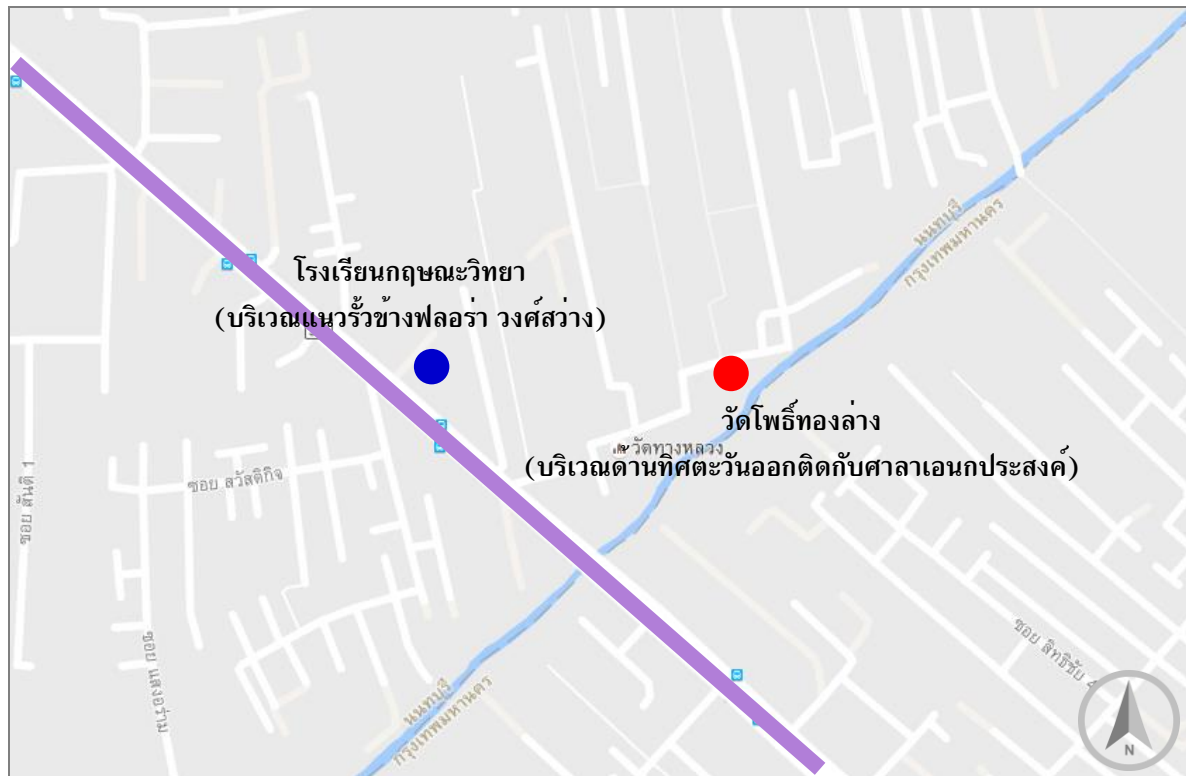 นนทบุรี
กรุงเทพมหานคร
โรงเรียนกฤษณะวิทยา
(บริเวณแนวรั้วข้างฟลอร่า วงศ์สว่าง)
วัดโพธิ์ทองล่าง
วัดทางหลวง
(บริเวณด้านทิศตะวันออกติดกับศาลาเอนกประสงค์)
ซอย สวัสดิกิจ
ซอย สันติ 1
ซอย แสงอร่าม
ซอย สิทธิชัย 4
นนทบุรี
กรุงเทพมหานคร
N